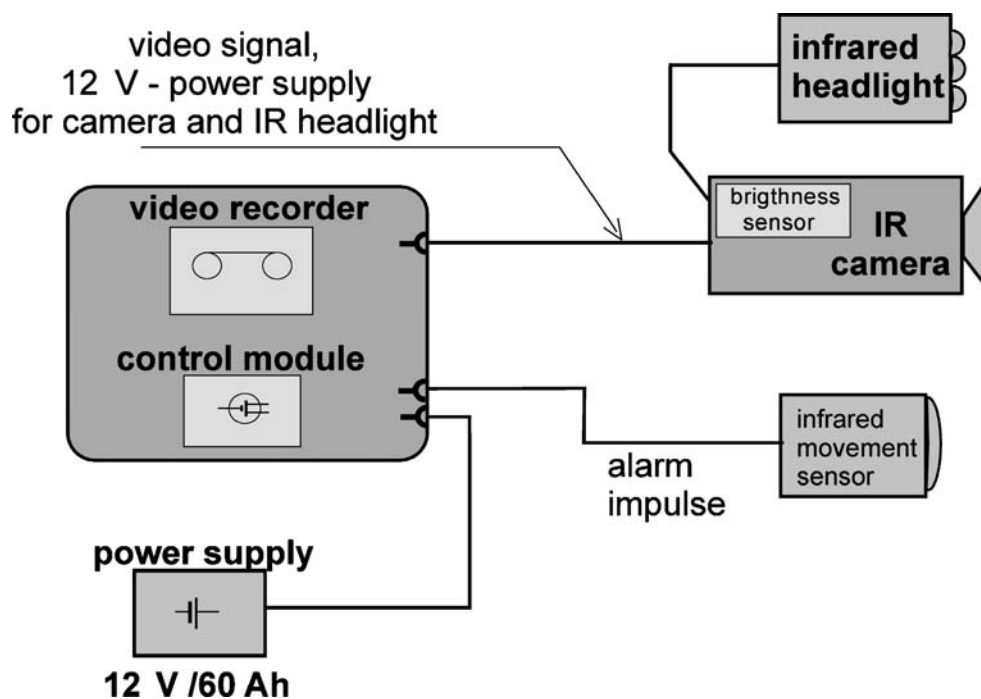 video signal,
12 V - power supply
for camera and IR headlight
infrared
headlight
brigthness
sensor
IR
camera
video recorder
control module
infrared
movement
sensor
alarm
impulse
power supply
12 V /60 Ah